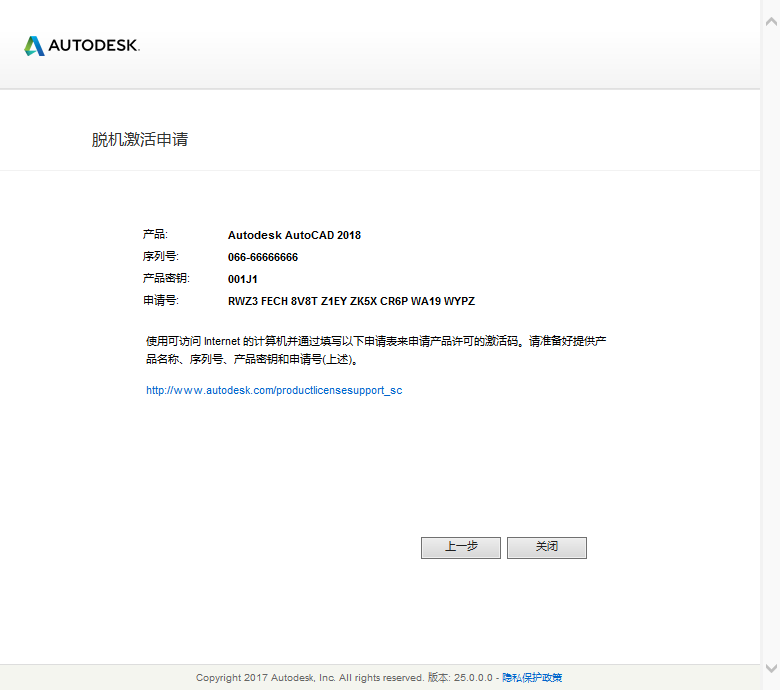 AUTODESK.
脱机激活申请
产品: Autodesk AutoCAD 2018
序列号: 066-66666666
产品密钥: 001J1
申请号: RWZ3 FECH 8V8T Z1EY ZK5X CR6P WA19 WYPZ
使用可访问 Internet 的计算机并通过填写以下申请表来申请产品许可的激活码。请准备好提供产
品名称、序列号、产品密钥和申请号(上述)。
http://www.autodesk.com/productlicensesupport_sc
上一步 关闭
Copyright 2017 Autodesk, Inc. All rights reserved. 版本: 25.0.0.0 - 隐私保护政策